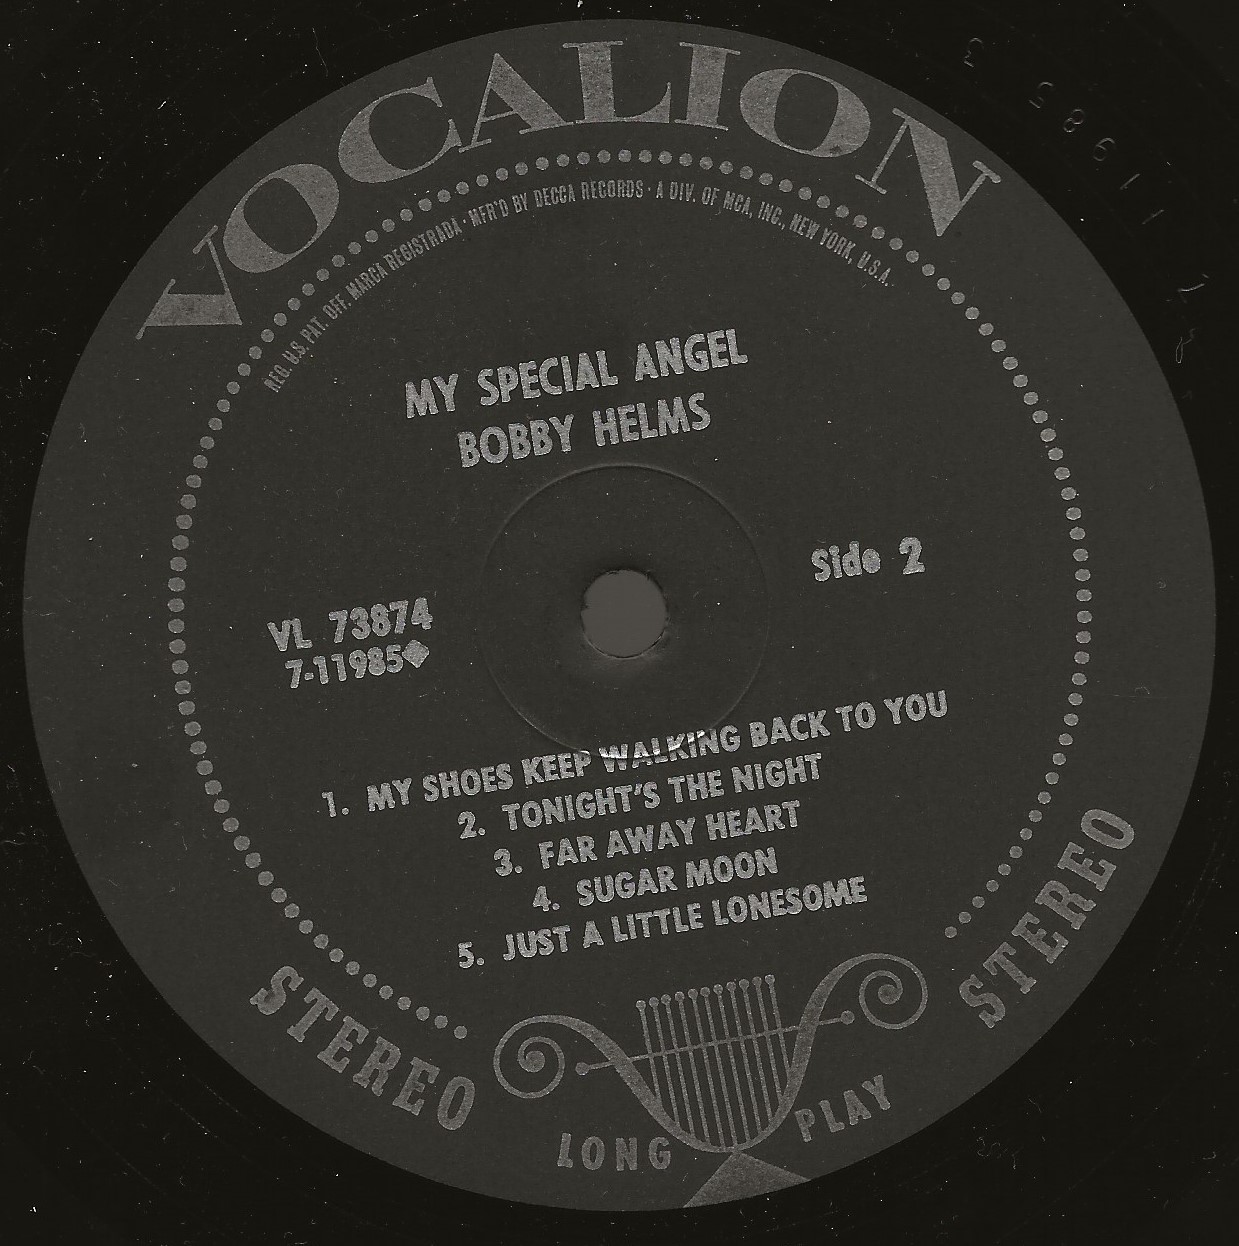 VOCALION
REG. U.S. PAT. OFF. MARCA REGISTRADA · MFR'D BY DECCA RECORDS · A DIV. OF MCA, INC., NEW YORK, U.S.A.
MY SPECIAL ANGEL
BOBBY HELMS
Side 2
VL 73874
7-11985◆
1. MY SHOES KEEP WALKING BACK TO YOU
2. TONIGHT'S THE NIGHT
3. FAR AWAY HEART
4. SUGAR MOON
5. JUST A LITTLE LONESOME
STEREO
STEREO
LONG PLAY